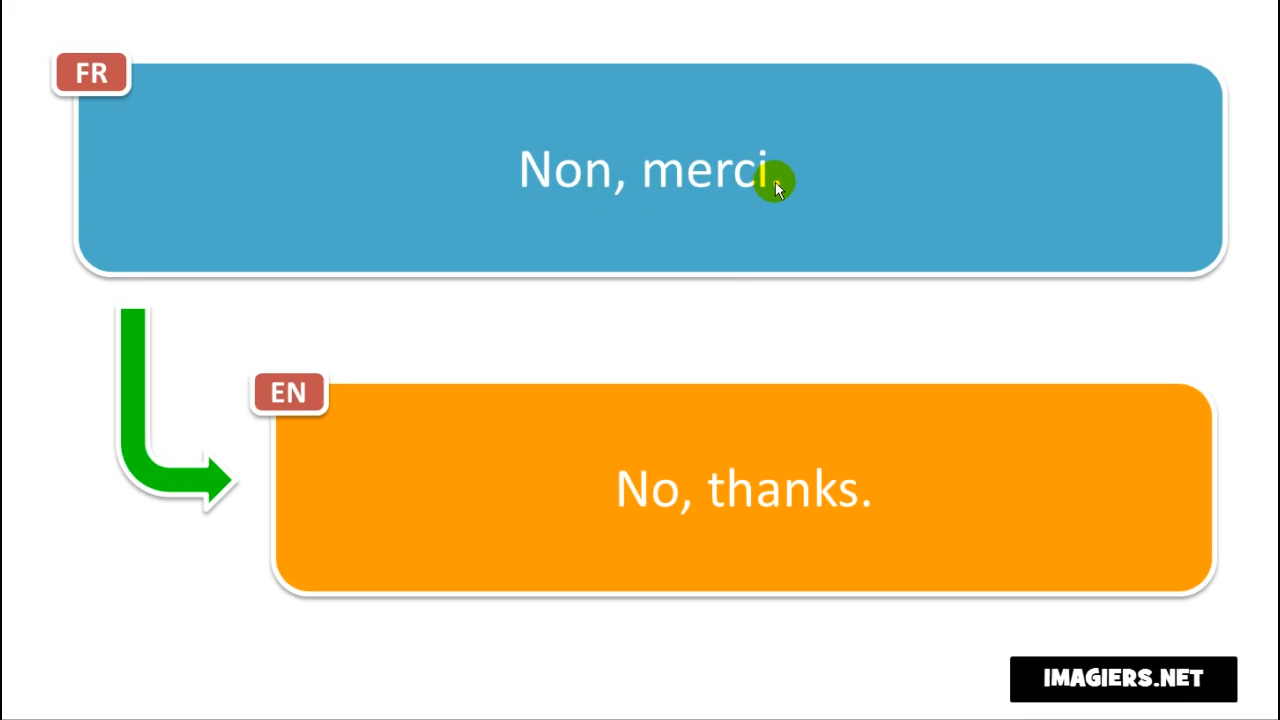 FR
Non, merci.
EN
No, thanks.
IMAGIERS.NET